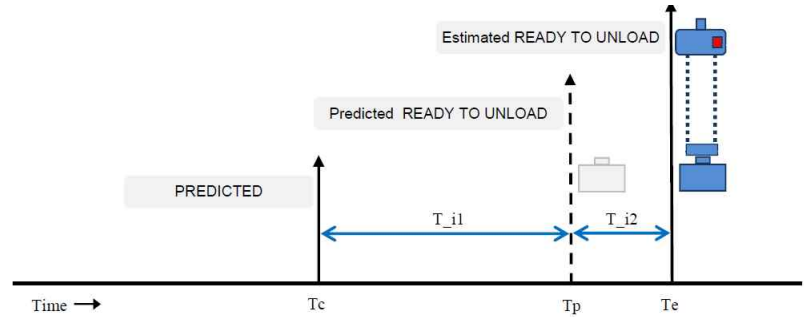 Estimated READY TO UNLOAD
Predicted READY TO UNLOAD
PREDICTED
T_i1
T_i2
Time
Tc
Tp
Te